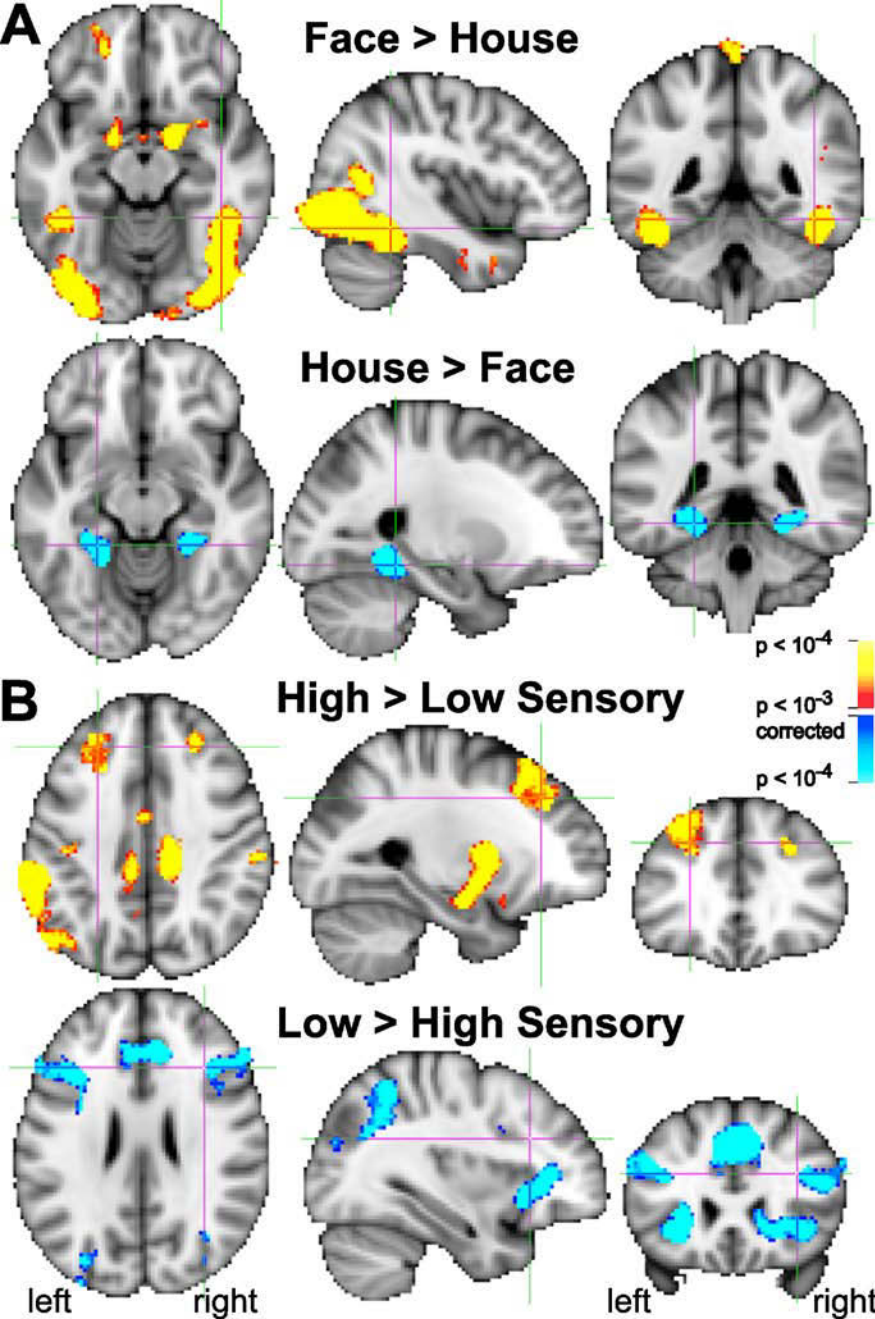 A
Face > House
House > Face
p < 10-4
p < 10-3
corrected
p < 10-4
B
High > Low Sensory
Low > High Sensory
left right left right